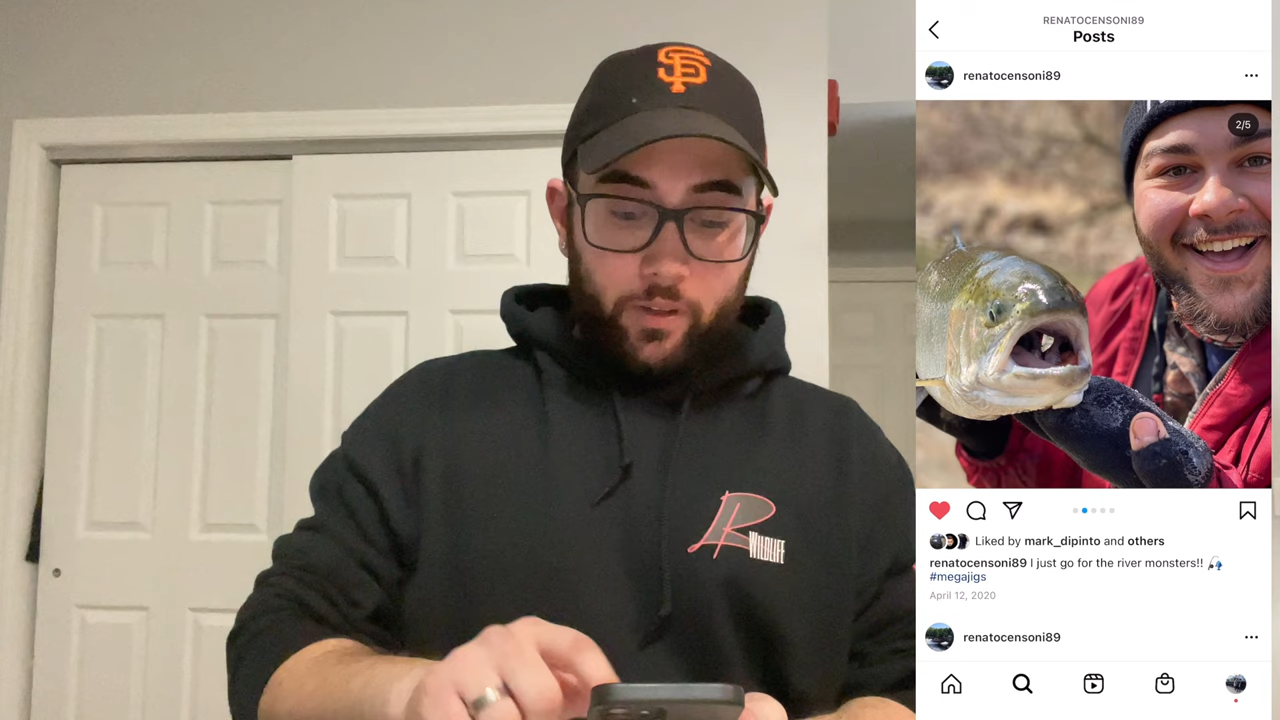 SF
R
WILDLIFE
RENATOCENSONI89
Posts
renatocensoni89
2/5
Liked by mark_dipinto and others
renatocensoni89 I just go for the river monsters!! 🎣
#megajigs
April 12, 2020
renatocensoni89